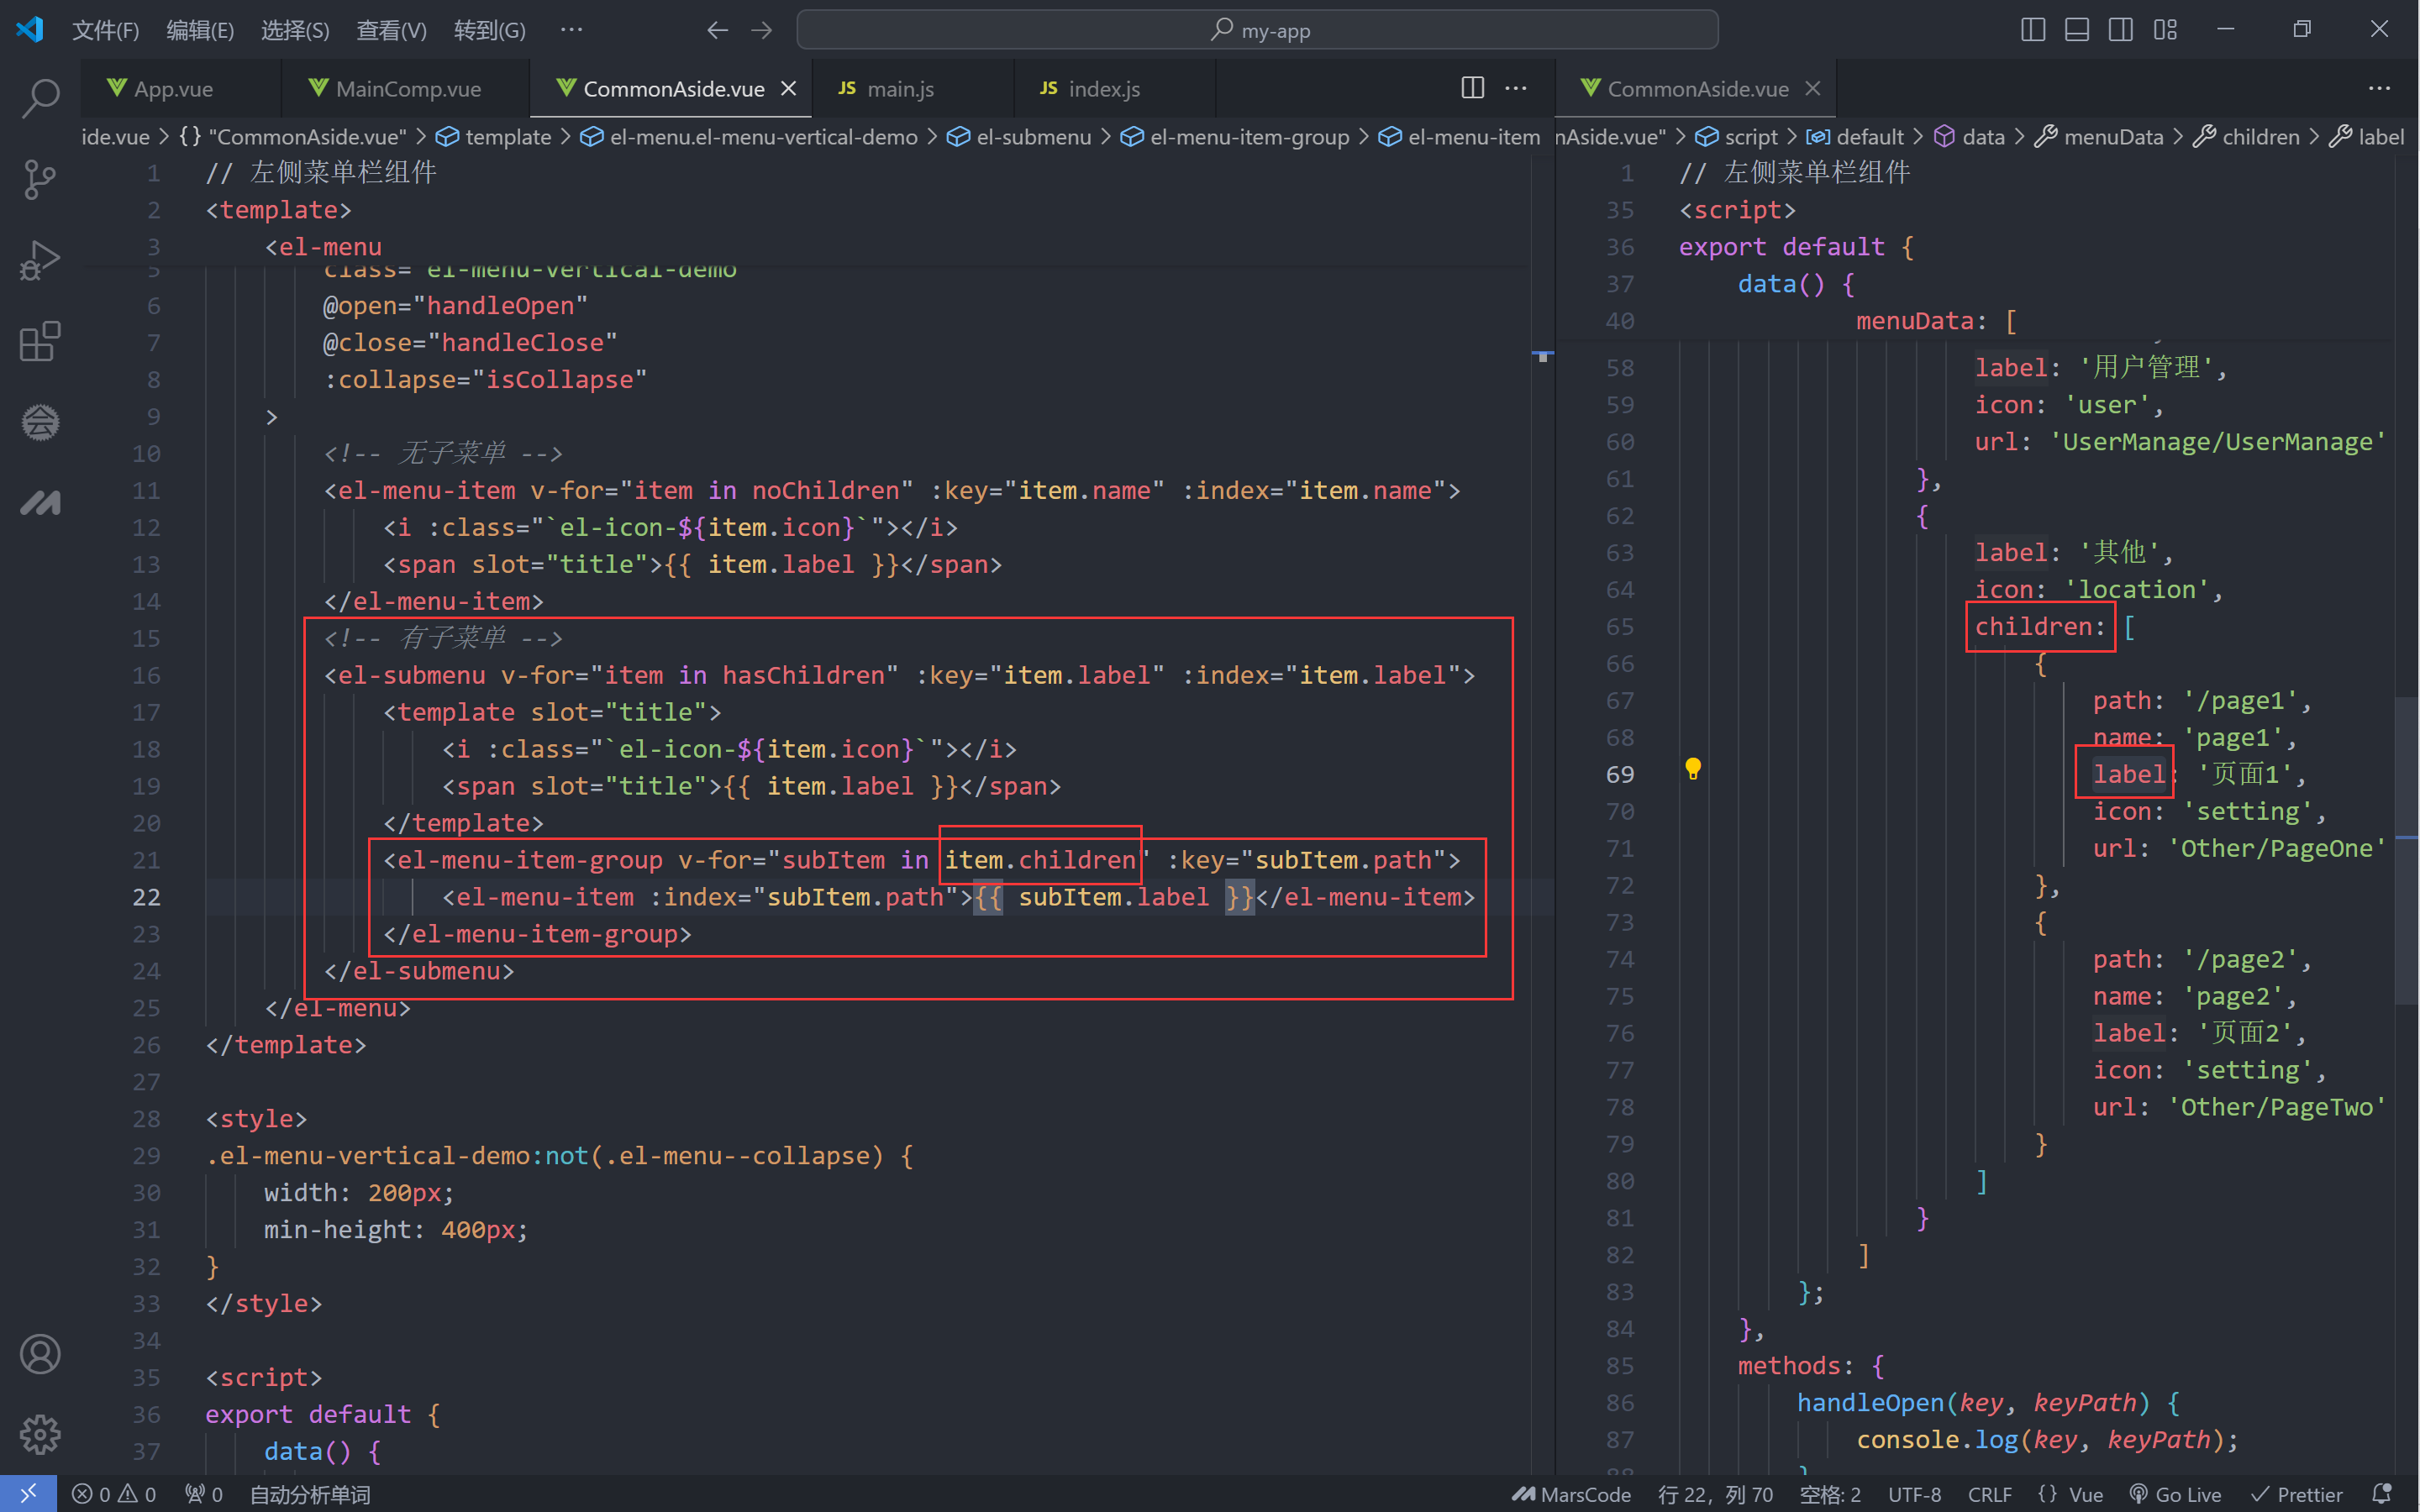 文件(F) 编辑(E) 选择(S) 查看(V) 转到(G) ··· my-app
App.vue MainComp.vue CommonAside.vue JS main.js JS index.js
ide.vue > {} "CommonAside.vue" > template > el-menu.el-menu-vertical-demo > el-submenu > el-menu-item-group > el-menu-item
1 // 左侧菜单栏组件
2 <template>
3 <el-menu
5 class="el-menu-vertical-demo
6 @open="handleOpen"
7 @close="handleClose"
8 :collapse="isCollapse"
9 >
10 <!-- 无子菜单 -->
11 <el-menu-item v-for="item in noChildren" :key="item.name" :index="item.name">
12 <i :class="`el-icon-${item.icon}`"></i>
13 <span slot="title">{{ item.label }}</span>
14 </el-menu-item>
15 <!-- 有子菜单 -->
16 <el-submenu v-for="item in hasChildren" :key="item.label" :index="item.label">
17 <template slot="title">
18 <i :class="`el-icon-${item.icon}`"></i>
19 <span slot="title">{{ item.label }}</span>
20 </template>
21 <el-menu-item-group v-for="subItem in item.children" :key="subItem.path">
22 <el-menu-item :index="subItem.path">{{ subItem.label }}</el-menu-item>
23 </el-menu-item-group>
24 </el-submenu>
25 </el-menu>
26 </template>
27
28 <style>
29 .el-menu-vertical-demo:not(.el-menu--collapse) {
30 width: 200px;
31 min-height: 400px;
32 }
33 </style>
34
35 <script>
36 export default {
37 data() {
CommonAside.vue
nAside.vue" > script > default > data > menuData > children > label
1 // 左侧菜单栏组件
35 <script>
36 export default {
37 data() {
40 menuData: [
58 label: '用户管理',
59 icon: 'user',
60 url: 'UserManage/UserManage'
61 },
62 {
63 label: '其他',
64 icon: 'location',
65 children: [
66 {
67 path: '/page1',
68 name: 'page1',
69 label: '页面1',
70 icon: 'setting',
71 url: 'Other/PageOne'
72 },
73 {
74 path: '/page2',
75 name: 'page2',
76 label: '页面2',
77 icon: 'setting',
78 url: 'Other/PageTwo'
79 }
80 ]
81 }
82 ]
83 };
84 },
85 methods: {
86 handleOpen(key, keyPath) {
87 console.log(key, keyPath);
88 }
0 0 0 自动分析单词 MarsCode 行 22，列 70 空格: 2 UTF-8 CRLF {} Vue Go Live Prettier